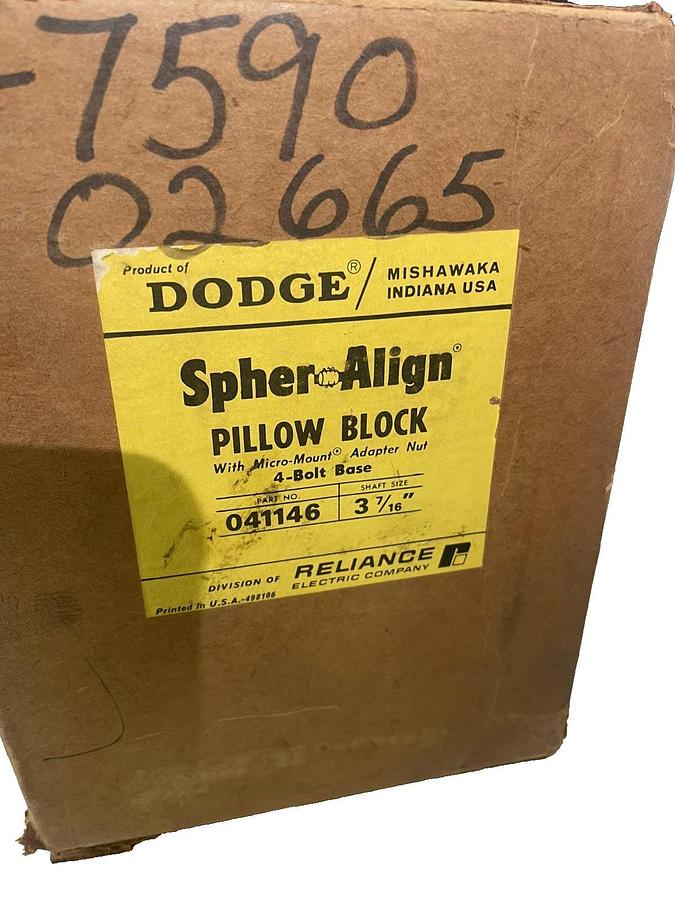 -7590
02665
Product of DODGE® / MISHAWAKA
INDIANA USA
Spher-Align®
PILLOW BLOCK
With Micro-Mount® Adapter Nut
4-Bolt Base
PART NO. SHAFT SIZE
041146 3 7/16"
DIVISION OF RELIANCE
ELECTRIC COMPANY
Printed In U.S.A.-498106